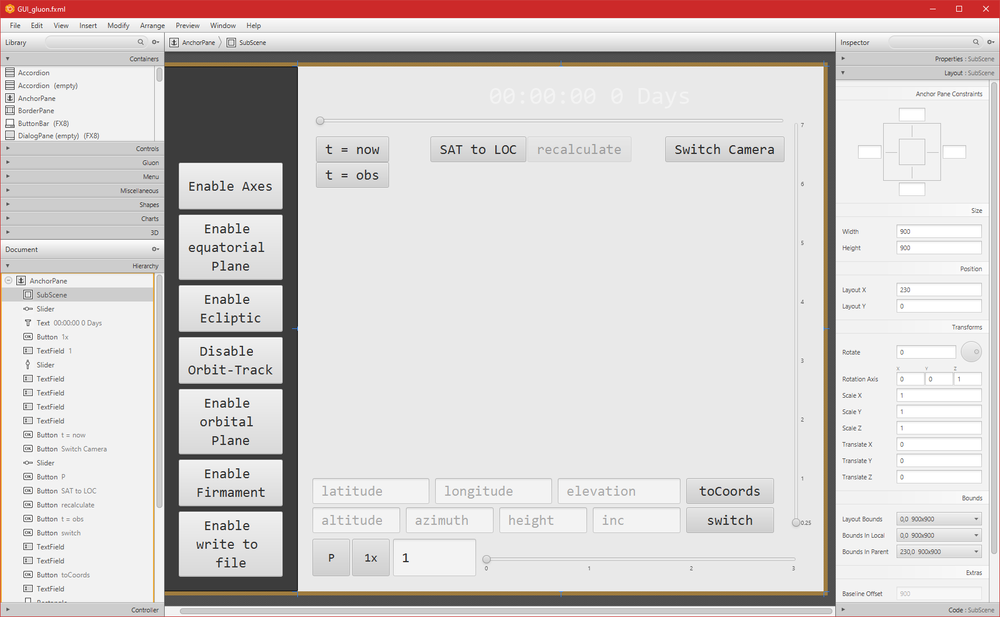 GUI_gluon.fxml
File Edit View Insert Modify Arrange Preview Window Help
Library
Containers
Accordion
Accordion (empty)
AnchorPane
BorderPane
ButtonBar (FX8)
DialogPane (empty) (FX8)
Controls
Gluon
Menu
Miscellaneous
Shapes
Charts
3D
Document
Hierarchy
AnchorPane
SubScene
Slider
Text 00:00:00 0 Days
Button 1x
TextField 1
Slider
TextField
TextField
TextField
TextField
Button t = now
Button Switch Camera
Slider
Button P
Button SAT to LOC
Button recalculate
Button t = obs
Button switch
TextField
TextField
Button toCoords
TextField
Rectangle
Controller
AnchorPane SubScene
00:00:00 0 Days
t = now
SAT to LOC
recalculate
Switch Camera
t = obs
Enable Axes
Enable
equatorial
Plane
Enable
Ecliptic
Disable
Orbit-Track
Enable
orbital
Plane
Enable
Firmament
Enable
write to
file
7
6
5
4
3
2
1
0.25
latitude longitude elevation toCoords
altitude azimuth height inc switch
P 1x 1
0 1 2 3
Inspector
Properties : SubScene
Layout : SubScene
Anchor Pane Constraints
Size
Width 900
Height 900
Position
Layout X 230
Layout Y 0
Transforms
Rotate 0
X Y Z
Rotation Axis 0 0 1
Scale X 1
Scale Y 1
Scale Z 1
Translate X 0
Translate Y 0
Translate Z 0
Bounds
Layout Bounds 0,0 900x900
Bounds In Local 0,0 900x900
Bounds In Parent 230,0 900x900
Extras
Baseline Offset 900
Code : SubScene